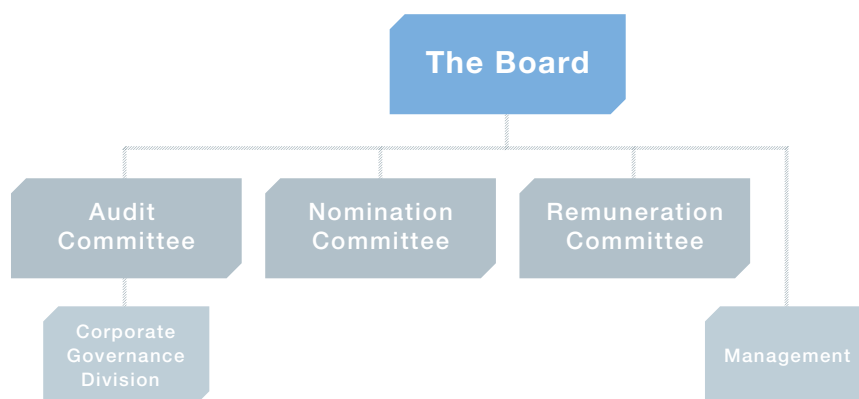 The Board
Audit
Committee
Nomination
Committee
Remuneration
Committee
Corporate
Governance
Division
Management